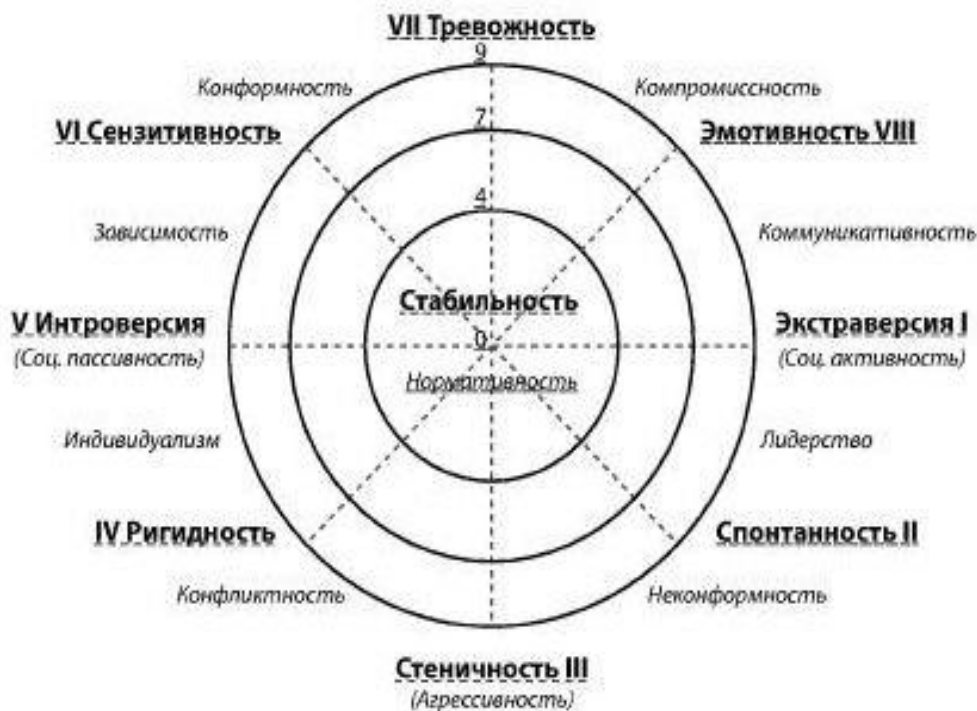 VII Тревожность
9
Конформность
Компромиссность
VI Сензитивность
7
Эмотивность VIII
4
Зависимость
Коммуникативность
Стабильность
V Интроверсия
0
Экстраверсия I
(Соц. пассивность)
(Соц. активность)
Нормативность
Индивидуализм
Лидерство
IV Ригидность
Спонтанность II
Конфликтность
Неконформность
Стеничность III
(Агрессивность)